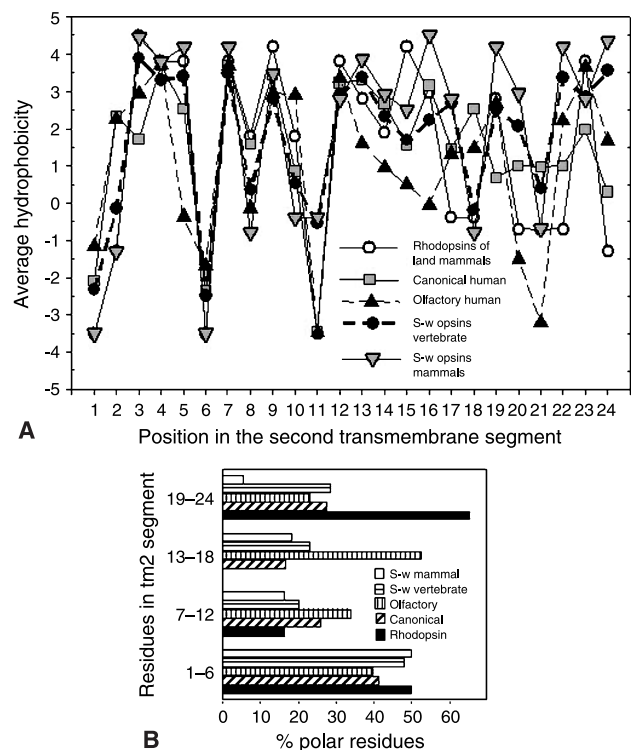 5
4
3
2
1
0
-1
-2
-3
-4
-5
Average hydrophobicity
Rhodopsins of
land mammals
Canonical human
Olfactory human
S-w opsins
vertebrate
S-w opsins
mammals
1 2 3 4 5 6 7 8 9 10 11 12 13 14 15 16 17 18 19 20 21 22 23 24
A Position in the second transmembrane segment
Residues in tm2 segment
19–24
13–18
7–12
1–6
S-w mammal
S-w vertebrate
Olfactory
Canonical
Rhodopsin
0 10 20 30 40 50 60
B % polar residues